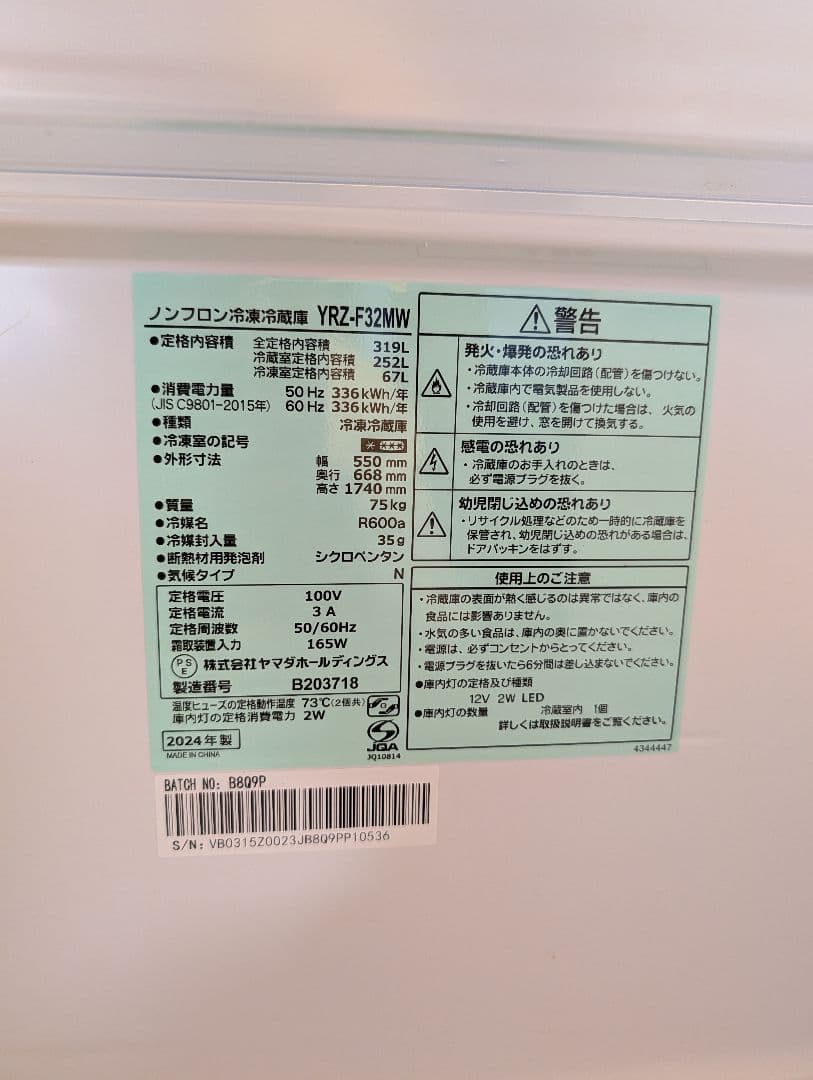 ノンフロン冷凍冷蔵庫 YRZ-F32MW
●定格内容積 全定格内容積 319L
冷蔵室定格内容積 252L
冷凍室定格内容積 67L
●消費電力量 50Hz 336kWh/年
(JIS C9801-2015年) 60Hz 336kWh/年
●種類 冷凍冷蔵庫
●冷凍室の記号
●外形寸法 幅 550mm
奥行 668mm
高さ 1740mm
●質量 75kg
●冷媒名 R600a
●冷媒封入量 35g
●断熱材用発泡剤 シクロペンタン
●気候タイプ N
定格電圧 100V
定格電流 3A
定格周波数 50/60Hz
霜取装置入力 165W
PSE 株式会社ヤマダホールディングス
製造番号 B203718
温度ヒューズの定格動作温度 73℃(2個共)
庫内灯の定格消費電力 2W
2024年製
MADE IN CHINA
JQA
JQ10814
警告
発火・爆発の恐れあり
・冷蔵庫本体の冷却回路(配管)を傷つけない。
・冷蔵庫内で電気製品を使用しない。
・冷却回路(配管)を傷つけた場合は、火気の
使用を避け、窓を開けて換気する。
感電の恐れあり
・冷蔵庫のお手入れのときは、
必ず電源プラグを抜く。
幼児閉じ込めの恐れあり
・リサイクル処理などのため一時的に冷蔵庫を
保管され、幼児閉じ込めの恐れがある場合は、
ドアパッキンをはずす。
使用上のご注意
・冷蔵庫の表面が熱く感じるのは異常ではなく、庫内の
食品には影響ありません。
・水気の多い食品は、庫内の奥に置かないでください。
・電源は、必ずコンセントからとってください。
・電源プラグを抜いたら6分間は差し込まないでください。
●庫内灯の定格及び種類
12V 2W LED
●庫内灯の数量 冷蔵室内 1個
詳しくは取扱説明書をご覧ください。
4344447
BATCH NO: B8Q9P
S/N: VB0315Z0023JB8Q9PP10536